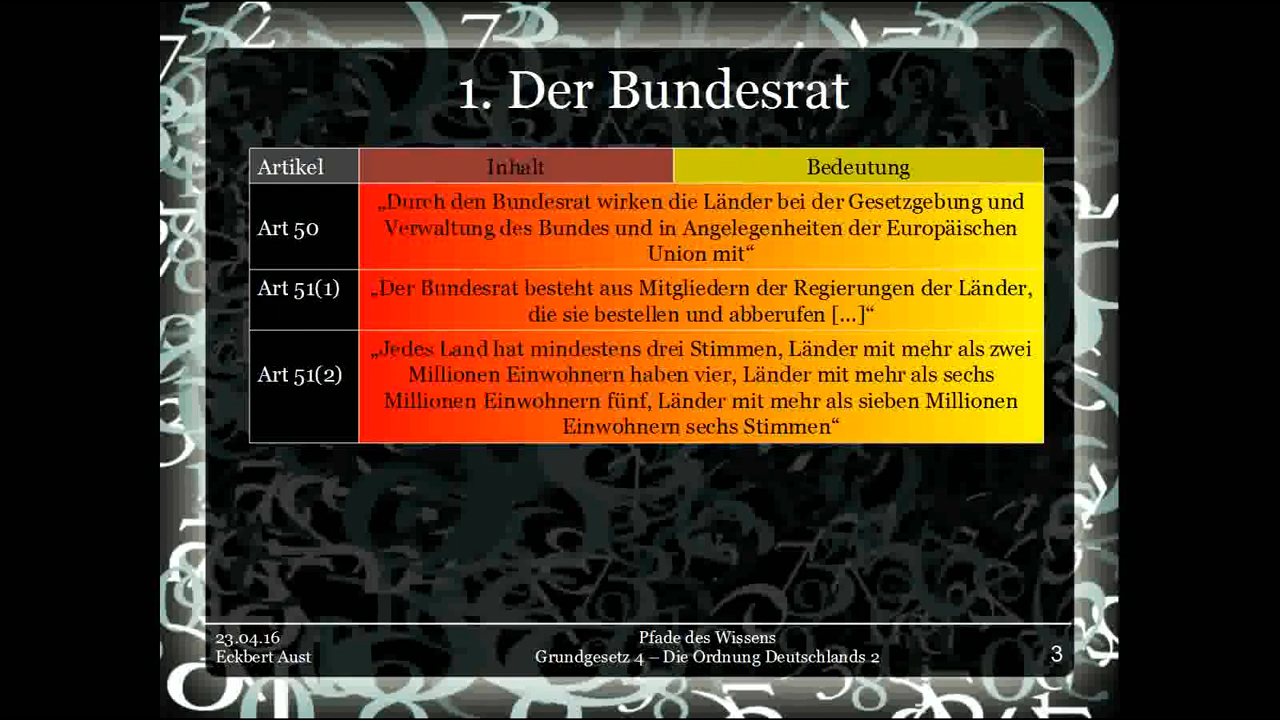 1. Der Bundesrat
Artikel Inhalt Bedeutung
Art 50
„Durch den Bundesrat wirken die Länder bei der Gesetzgebung und
Verwaltung des Bundes und in Angelegenheiten der Europäischen
Union mit“
Art 51(1)
„Der Bundesrat besteht aus Mitgliedern der Regierungen der Länder,
die sie bestellen und abberufen [...]“
Art 51(2)
„Jedes Land hat mindestens drei Stimmen, Länder mit mehr als zwei
Millionen Einwohnern haben vier, Länder mit mehr als sechs
Millionen Einwohnern fünf, Länder mit mehr als sieben Millionen
Einwohnern sechs Stimmen“
23.04.16
Eckbert Aust
Pfade des Wissens
Grundgesetz 4 – Die Ordnung Deutschlands 2
3